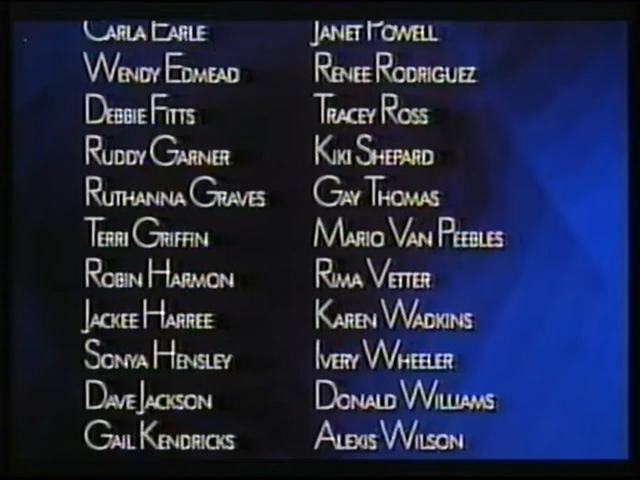 Carla Earle
Wendy Edmead
Debbie Fitts
Ruddy Garner
Ruthanna Graves
Terri Griffin
Robin Harmon
Jackee Harree
Sonya Hensley
Dave Jackson
Gail Kendricks
Janet Powell
Renee Rodriguez
Tracey Ross
Kiki Shepard
Gay Thomas
Mario Van Peebles
Rima Vetter
Karen Wadkins
Ivery Wheeler
Donald Williams
Alexis Wilson